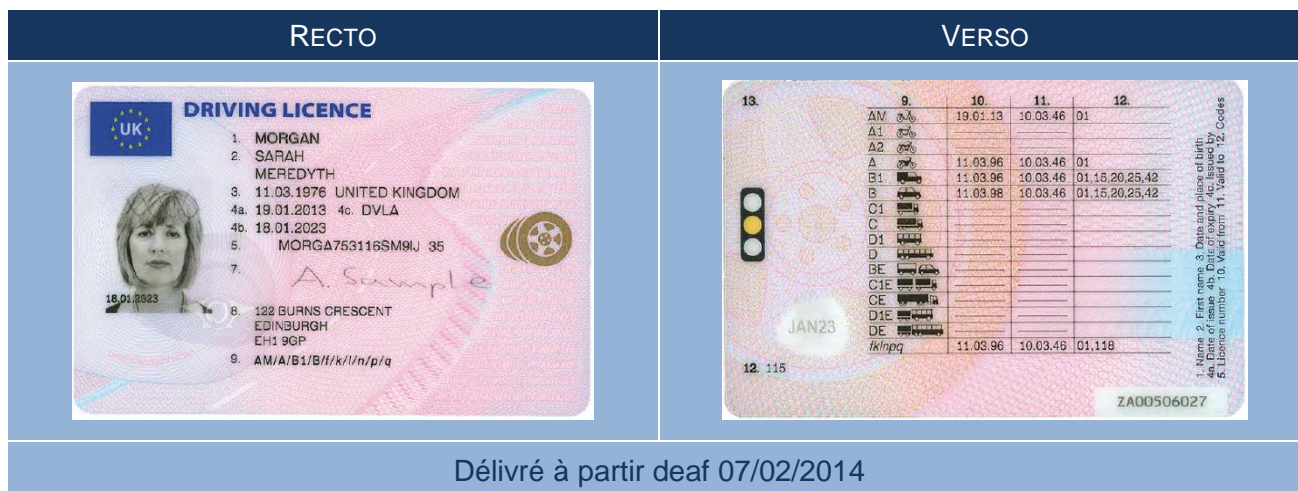 RECTO
VERSO
UK
DRIVING LICENCE
1. MORGAN
2. SARAH
MEREDYTH
3. 11.03.1976 UNITED KINGDOM
4a. 19.01.2013 4c. DVLA
4b. 18.01.2023
5. MORGA753116SM9IJ 35
7. A. Sample
18.01.2023
8. 122 BURNS CRESCENT
EDINBURGH
EH1 9GP
9. AM/A/B1/B/f/k/l/n/p/q
13. 9. 10. 11. 12.
AM 19.01.13 10.03.46 01
A1
A2
A 11.03.96 10.03.46 01
B1 11.03.96 10.03.46 01,15,20,25,42
B 11.03.98 10.03.46 01,15,20,25,42
C1
C
D1
D
BE
C1E
CE
D1E
DE
fklnpq 11.03.96 10.03.46 01,118
12. 115
JAN23
1. Name 2. First name 3. Date and place of birth
4a. Date of issue 4b. Date of expiry 4c. Issued by
5. Licence number 10. Valid from 11. Valid to 12. Codes
ZA00506027
Délivré à partir deaf 07/02/2014